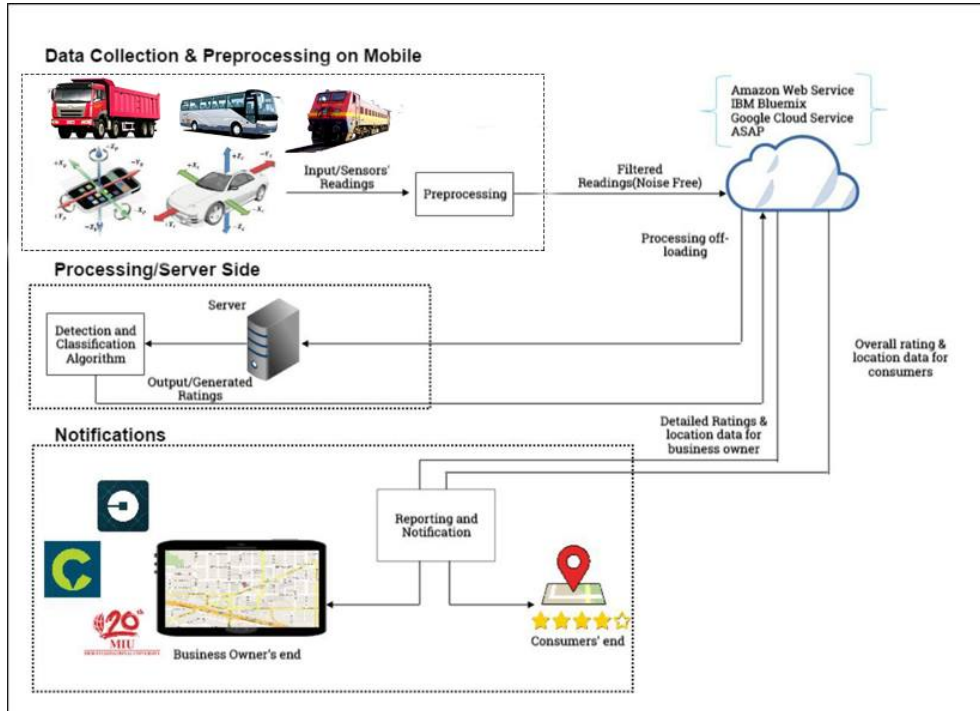 Data Collection & Preprocessing on Mobile
Amazon Web Service
IBM Bluemix
Google Cloud Service
ASAP
Input/Sensors'
Readings
Preprocessing
Filtered
Readings(Noise Free)
Processing off-
loading
Processing/Server Side
Server
Detection and
Classification
Algorithm
Output/Generated
Ratings
Overall rating &
location data for
consumers
Detailed Ratings &
location data for
business owner
Notifications
Reporting and
Notification
20th
MIU
Business Owner's end
Consumers' end